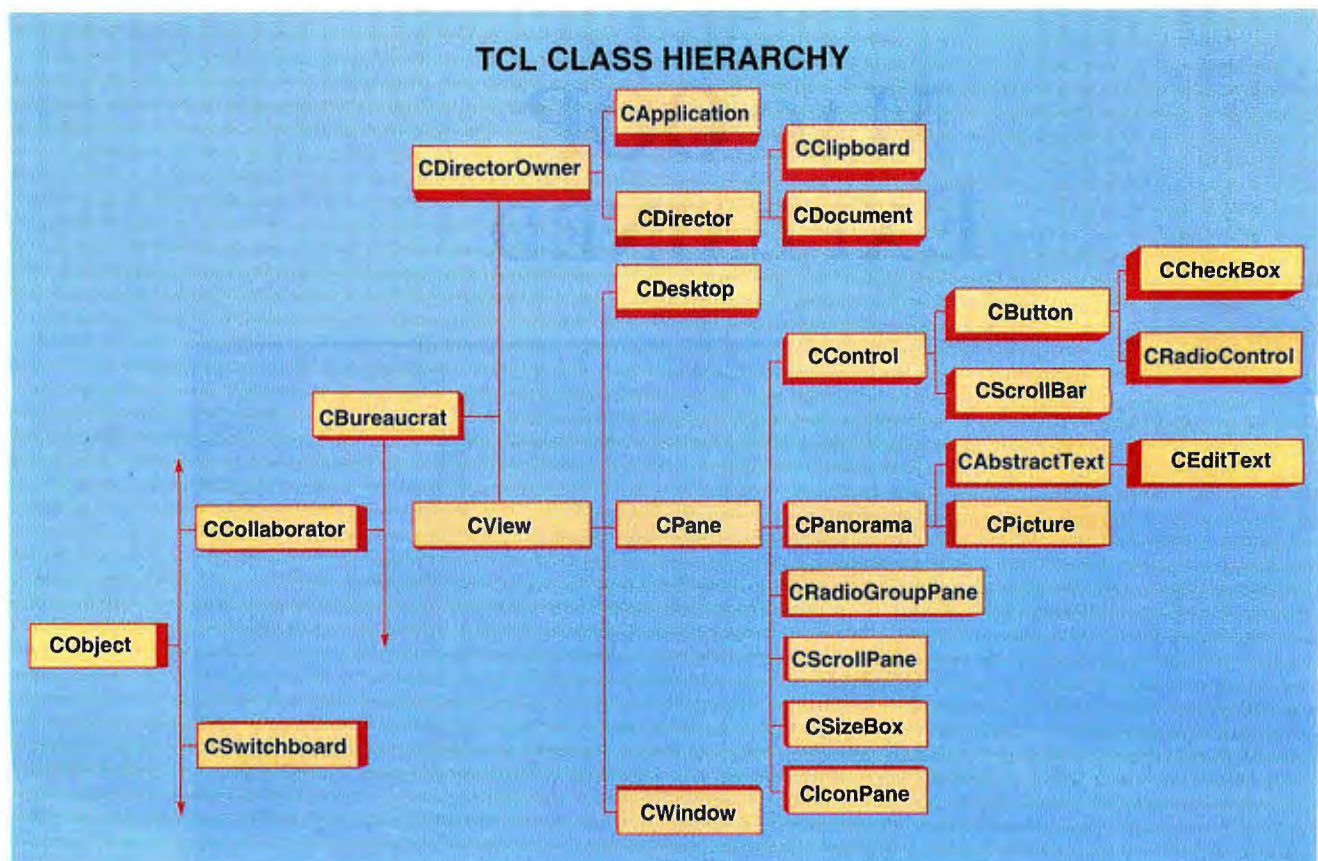 TCL CLASS HIERARCHY
CApplication
CClipboard
CDirectorOwner
CDirector
CDocument
CDesktop
CCheckBox
CButton
CControl
CRadioControl
CScrollBar
CBureaucrat
CAbstractText
CEditText
CCollaborator
CView
CPane
CPanorama
CPicture
CRadioGroupPane
CObject
CScrollPane
CSwitchboard
CSizeBox
CIconPane
CWindow